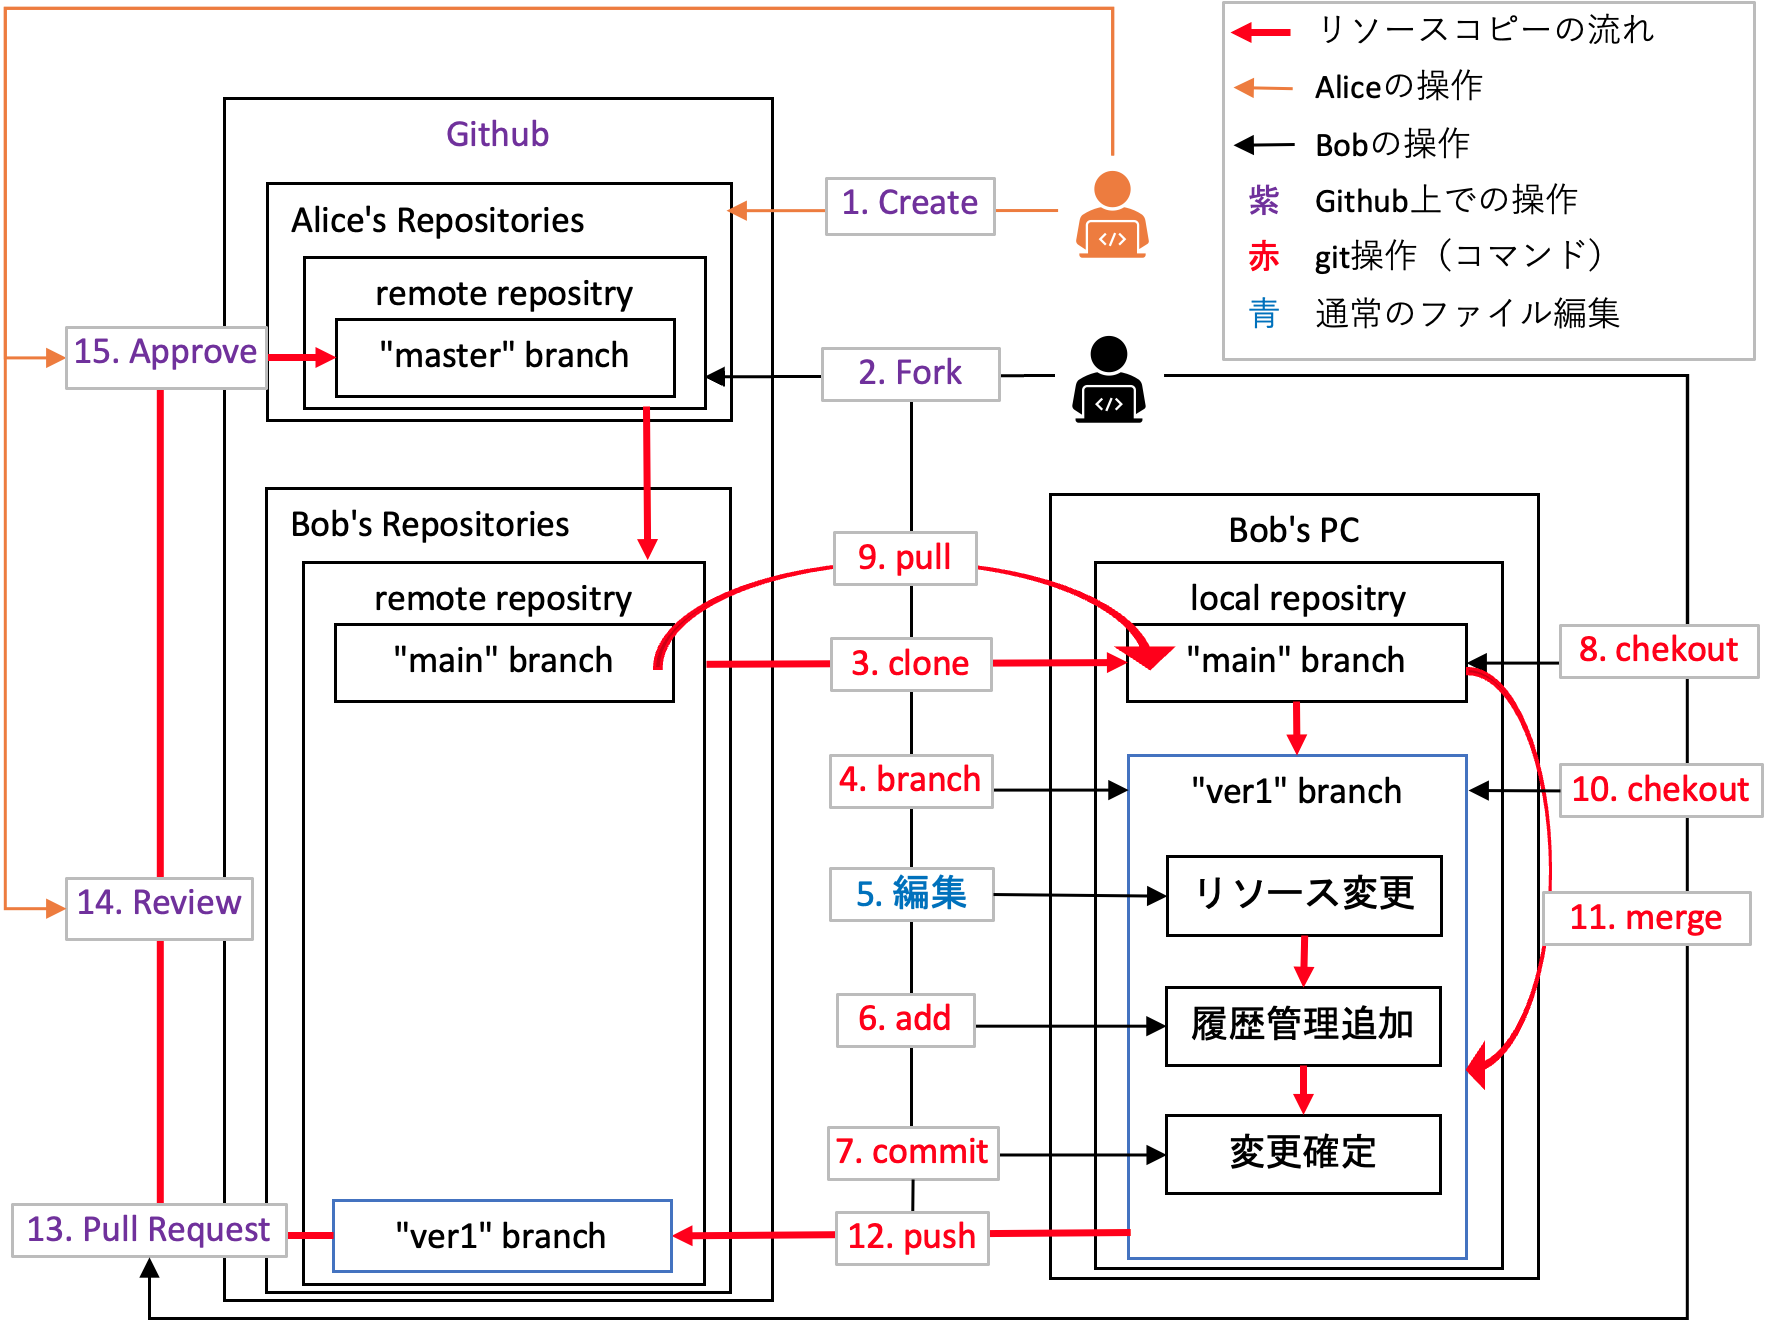 リソースコピーの流れ
Aliceの操作
Bobの操作
紫 Github上での操作
赤 git操作（コマンド）
青 通常のファイル編集
Github
Alice's Repositories
remote repositry
"master" branch
1. Create
</>
15. Approve
2. Fork
</>
Bob's Repositories
remote repositry
"main" branch
9. pull
3. clone
Bob's PC
local repositry
"main" branch
8. chekout
4. branch
"ver1" branch
10. chekout
5. 編集
リソース変更
14. Review
11. merge
6. add
履歴管理追加
7. commit
変更確定
13. Pull Request
"ver1" branch
12. push